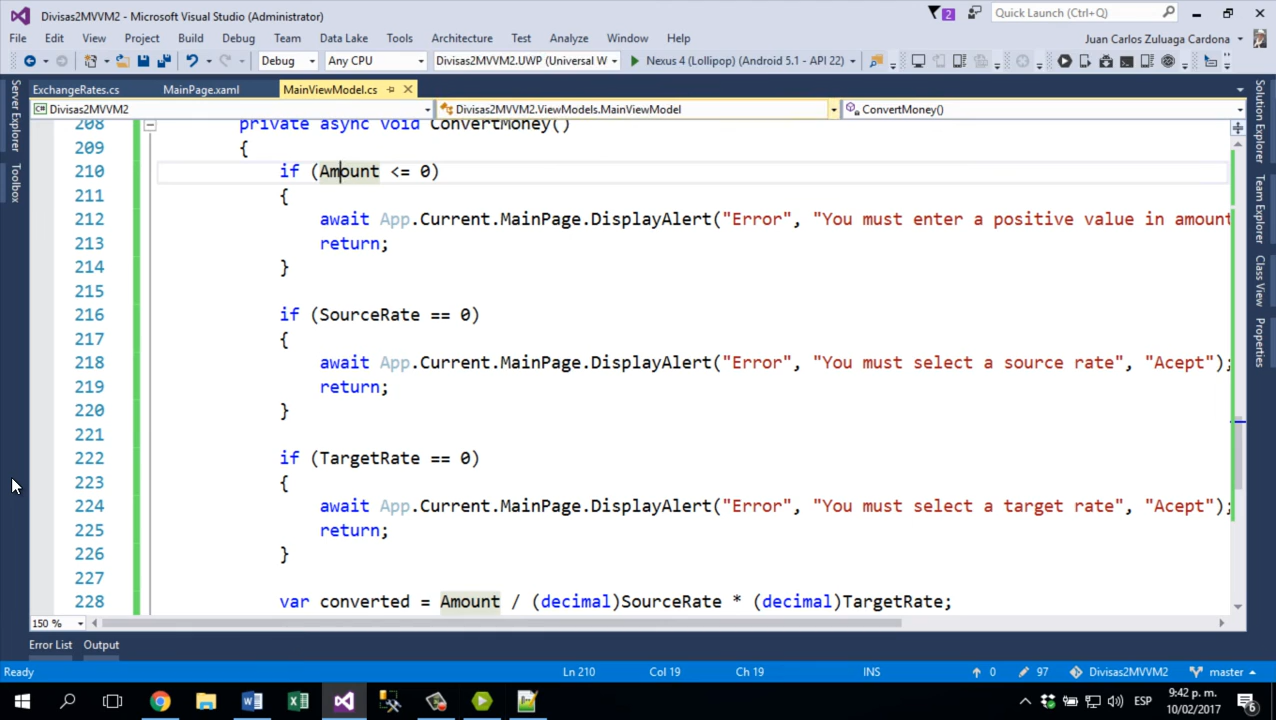 Divisas2MVVM2 - Microsoft Visual Studio (Administrator)
2
Quick Launch (Ctrl+Q)
File Edit View Project Build Debug Team Data Lake Tools Architecture Test Analyze Window Help
Juan Carlos Zuluaga Cardona
Debug Any CPU Divisas2MVVM2.UWP (Universal W Nexus 4 (Lollipop) (Android 5.1 - API 22)
ExchangeRates.cs MainPage.xaml MainViewModel.cs
Divisas2MVVM2 Divisas2MVVM2.ViewModels.MainViewModel ConvertMoney()
Server Explorer
Toolbox
Solution Explorer
Team Explorer
Class View
Properties
208 private async void ConvertMoney()
209 {
210 if (Amount <= 0)
211 {
212 await App.Current.MainPage.DisplayAlert("Error", "You must enter a positive value in amount
213 return;
214 }
215
216 if (SourceRate == 0)
217 {
218 await App.Current.MainPage.DisplayAlert("Error", "You must select a source rate", "Acept");
219 return;
220 }
221
222 if (TargetRate == 0)
223 {
224 await App.Current.MainPage.DisplayAlert("Error", "You must select a target rate", "Acept");
225 return;
226 }
227
228 var converted = Amount / (decimal)SourceRate * (decimal)TargetRate;
150 %
Error List Output
Ready Ln 210 Col 19 Ch 19 INS 0 97 Divisas2MVVM2 master
ESP 9:42 p. m.
10/02/2017 6